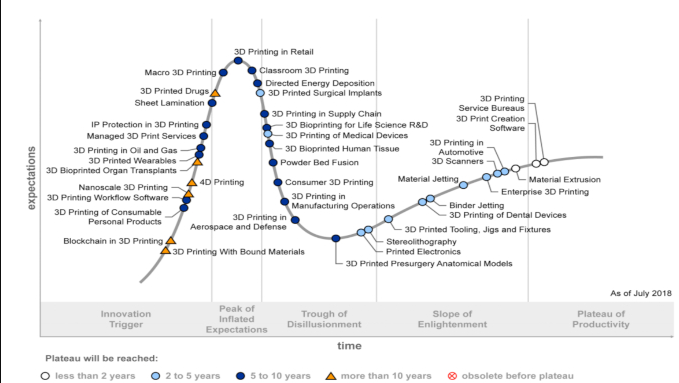 3D Printing in Retail
Macro 3D Printing
Classroom 3D Printing
Directed Energy Deposition
3D Printed Drugs
3D Printed Surgical Implants
Sheet Lamination
3D Printing in Supply Chain
IP Protection in 3D Printing
3D Bioprinting for Life Science R&D
Managed 3D Print Services
3D Printing of Medical Devices
3D Printing in Oil and Gas
3D Bioprinted Human Tissue
3D Printed Wearables
3D Bioprinted Organ Transplants
Powder Bed Fusion
4D Printing
Consumer 3D Printing
Nanoscale 3D Printing
3D Printing Workflow Software
3D Printing in
Manufacturing Operations
3D Printing of Consumable
Personal Products
3D Printing in
Aerospace and Defense
Blockchain in 3D Printing
3D Printing With Bound Materials
3D Printed Presurgery Anatomical Models
Printed Electronics
Stereolithography
3D Printed Tooling, Jigs and Fixtures
3D Printing of Dental Devices
Binder Jetting
Material Jetting
Enterprise 3D Printing
3D Scanners
3D Printing in
Automotive
Material Extrusion
3D Print Creation
Software
3D Printing
Service Bureaus
expectations
As of July 2018
Innovation
Trigger
Peak of
Inflated
Expectations
Trough of
Disillusionment
Slope of
Enlightenment
Plateau of
Productivity
time
Plateau will be reached:
less than 2 years
2 to 5 years
5 to 10 years
more than 10 years
obsolete before plateau